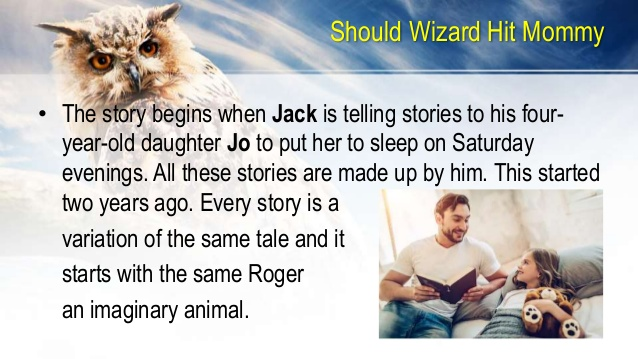 Should Wizard Hit Mommy
• The story begins when Jack is telling stories to his four-
year-old daughter Jo to put her to sleep on Saturday
evenings. All these stories are made up by him. This started
two years ago. Every story is a
variation of the same tale and it
starts with the same Roger
an imaginary animal.